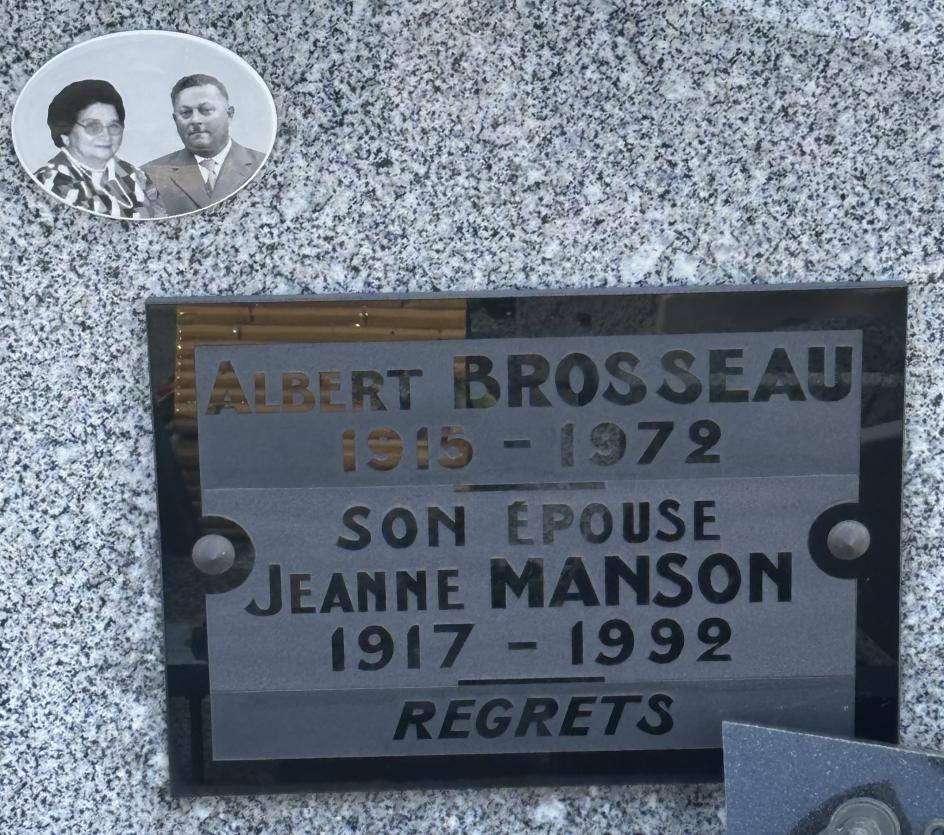 ALBERT BROSSEAU
1915 - 1972
SON ÉPOUSE
JEANNE MANSON
1917 - 1992
REGRETS